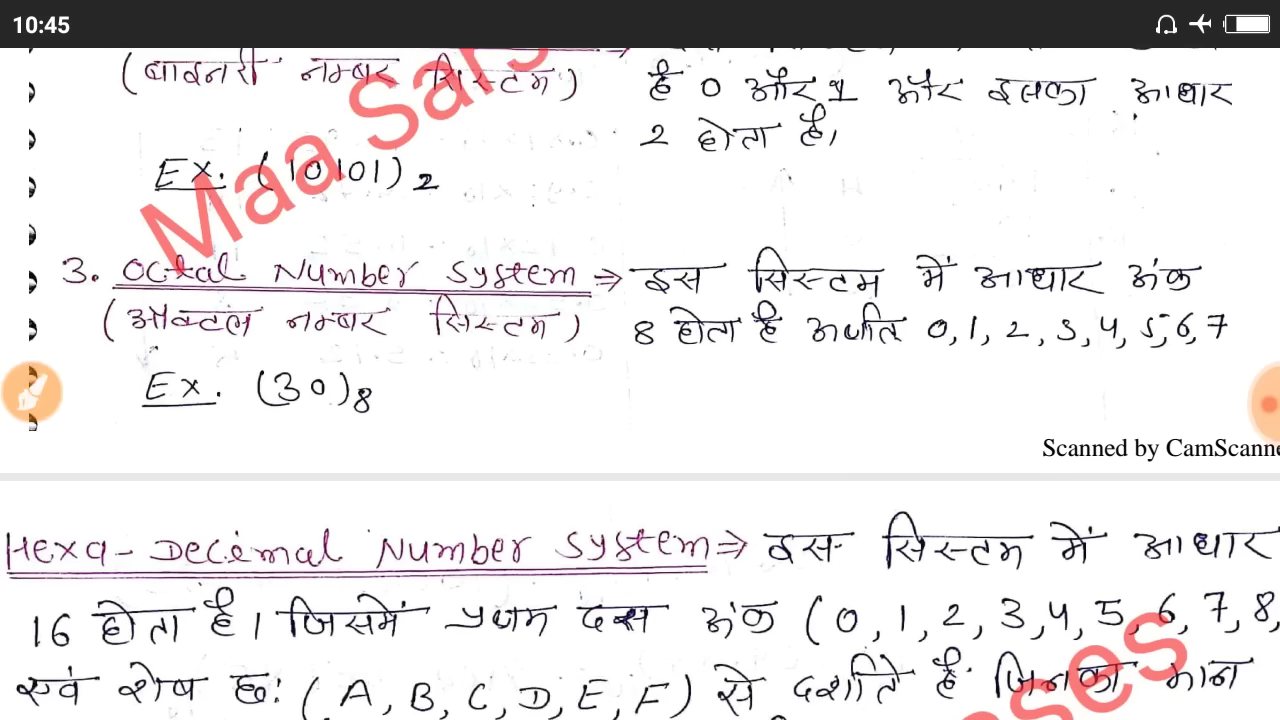 10:45
(बायनरी नम्बर सिस्टम) है 0 और 1 और इसका आधार
2 होता है।
Ex. (10101)2
Maa Sars
3. Octal Number System ⇒ इस सिस्टम में आधार अंक
(ऑक्टल नम्बर सिस्टम) 8 होता है अर्थात 0, 1, 2, 3, 4, 5, 6, 7
Ex. (30)8
Scanned by CamScanne
Hexa-Decimal Number System ⇒ इस सिस्टम में आधार
16 होता है। जिसमें प्रथम दस अंक (0, 1, 2, 3, 4, 5, 6, 7, 8,
एवं शेष छः (A, B, C, D, E, F) से दर्शाते है जिनका मान
ses